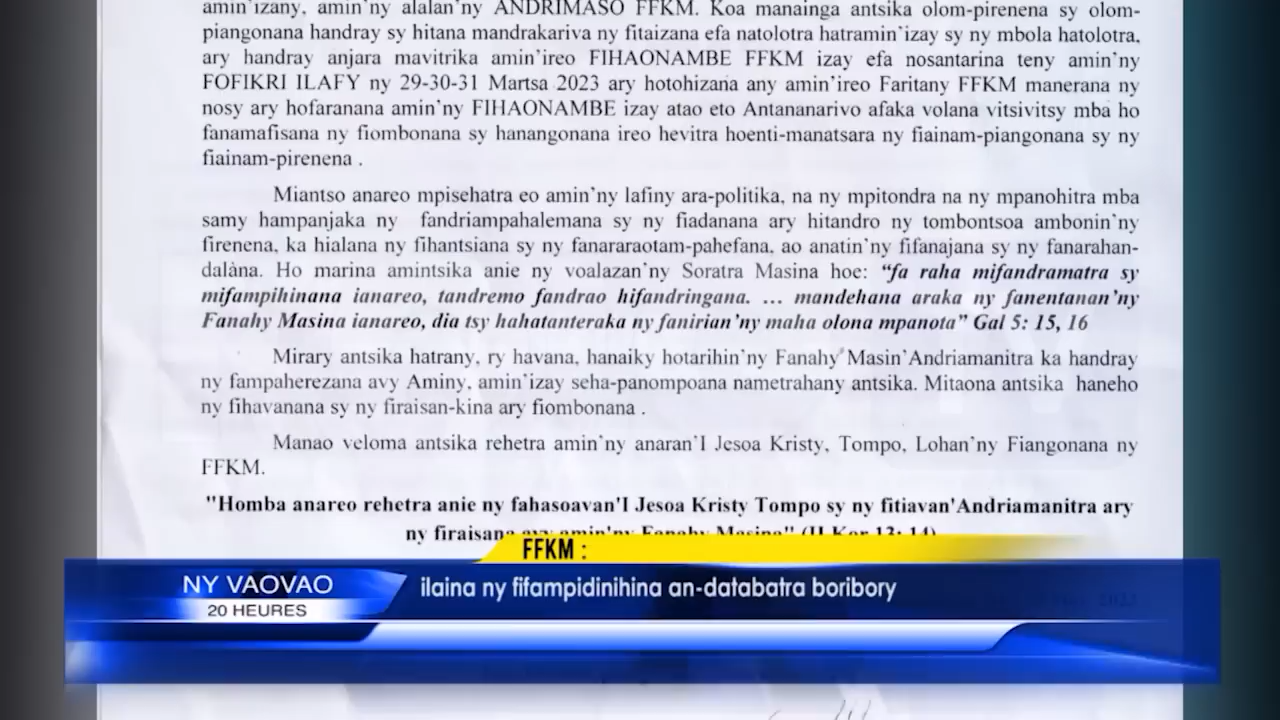 amin'izany, amin'ny alalan'ny ANDRIMASO FFKM. Koa manainga antsika olom-pirenena sy olom-
piangonana handray sy hitana mandrakariva ny fitaizana efa natolotra hatramin'izay sy ny mbola hatolotra,
ary handray anjara mavitrika amin'ireo FIHAONAMBE FFKM izay efa nosantarina teny amin'ny
FOFIKRI ILAFY ny 29-30-31 Martsa 2023 ary hotohizana any amin'ireo Faritany FFKM manerana ny
nosy ary hofaranana amin'ny FIHAONAMBE izay atao eto Antananarivo afaka volana vitsivitsy mba ho
fanamafisana ny fiombonana sy hanangonana ireo hevitra hoenti-manatsara ny fiainam-piangonana sy ny
fiainam-pirenena .
Miantso anareo mpisehatra eo amin'ny lafiny ara-politika, na ny mpitondra na ny mpanohitra mba
samy hampanjaka ny fandriampahalemana sy ny fiadanana ary hitandro ny tombontsoa ambonin'ny
firenena, ka hialana ny fihantsiana sy ny fanararaotam-pahefana, ao anatin'ny fifanajana sy ny fanarahan-
dalàna. Ho marina amintsika anie ny voalazan'ny Soratra Masina hoe: "fa raha mifandramatra sy
mifampihinana ianareo, tandremo fandrao hifandringana. … mandehana araka ny fanentanan'ny
Fanahy Masina ianareo, dia tsy hahatanteraka ny fanirian'ny maha olona mpanota" Gal 5: 15, 16
Mirary antsika hatrany, ry havana, hanaiky hotarihin'ny Fanahy Masin'Andriamanitra ka handray
ny fampaherezana avy Aminy, amin'izay seha-panompoana nametrahany antsika. Mitaona antsika haneho
ny fihavanana sy ny firaisan-kina ary fiombonana .
Manao veloma antsika rehetra amin'ny anaran'I Jesoa Kristy, Tompo, Lohan'ny Fiangonana ny
FFKM.
"Homba anareo rehetra anie ny fahasoavan'I Jesoa Kristy Tompo sy ny fitiavan'Andriamanitra ary
ny firaisana avy amin'ny Fanahy Masina" (II Kor 13: 14)
FFKM :
NY VAOVAO
20 HEURES
ilaina ny fifampidinihina an-databatra boribory